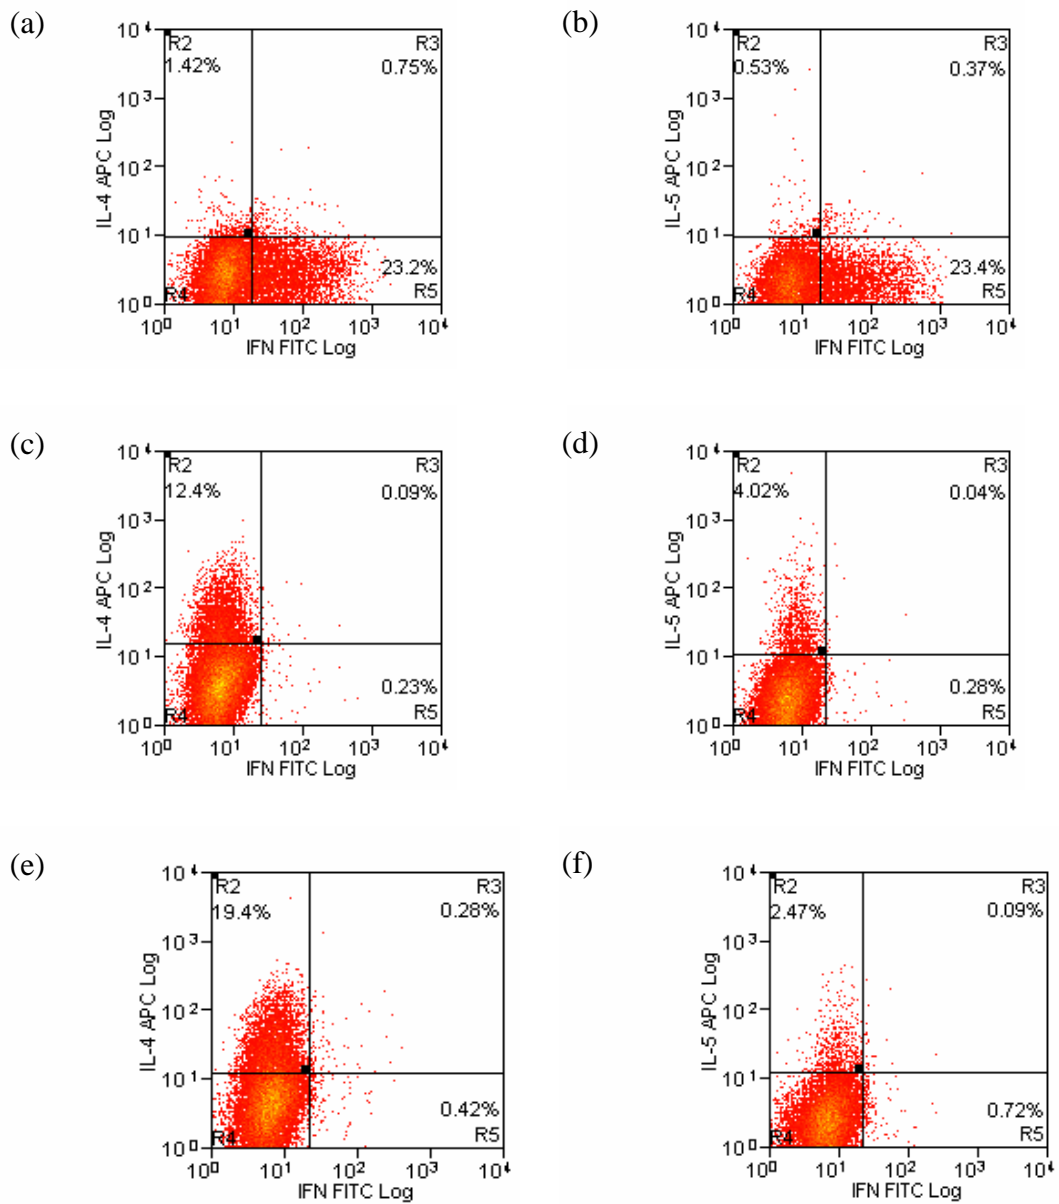 (a)
IL-4 APC Log
10⁴
10³
10²
10¹
10⁰
R2
1.42%
R3
0.75%
R4
23.2%
R5
10⁰ 10¹ 10² 10³ 10⁴
IFN FITC Log
(b)
IL-5 APC Log
10⁴
10³
10²
10¹
10⁰
R2
0.53%
R3
0.37%
R4
23.4%
R5
10⁰ 10¹ 10² 10³ 10⁴
IFN FITC Log
(c)
IL-4 APC Log
10⁴
10³
10²
10¹
10⁰
R2
12.4%
R3
0.09%
R4
0.23%
R5
10⁰ 10¹ 10² 10³ 10⁴
IFN FITC Log
(d)
IL-5 APC Log
10⁴
10³
10²
10¹
10⁰
R2
4.02%
R3
0.04%
R4
0.28%
R5
10⁰ 10¹ 10² 10³ 10⁴
IFN FITC Log
(e)
IL-4 APC Log
10⁴
10³
10²
10¹
10⁰
R2
19.4%
R3
0.28%
R4
0.42%
R5
10⁰ 10¹ 10² 10³ 10⁴
IFN FITC Log
(f)
IL-5 APC Log
10⁴
10³
10²
10¹
10⁰
R2
2.47%
R3
0.09%
R4
0.72%
R5
10⁰ 10¹ 10² 10³ 10⁴
IFN FITC Log